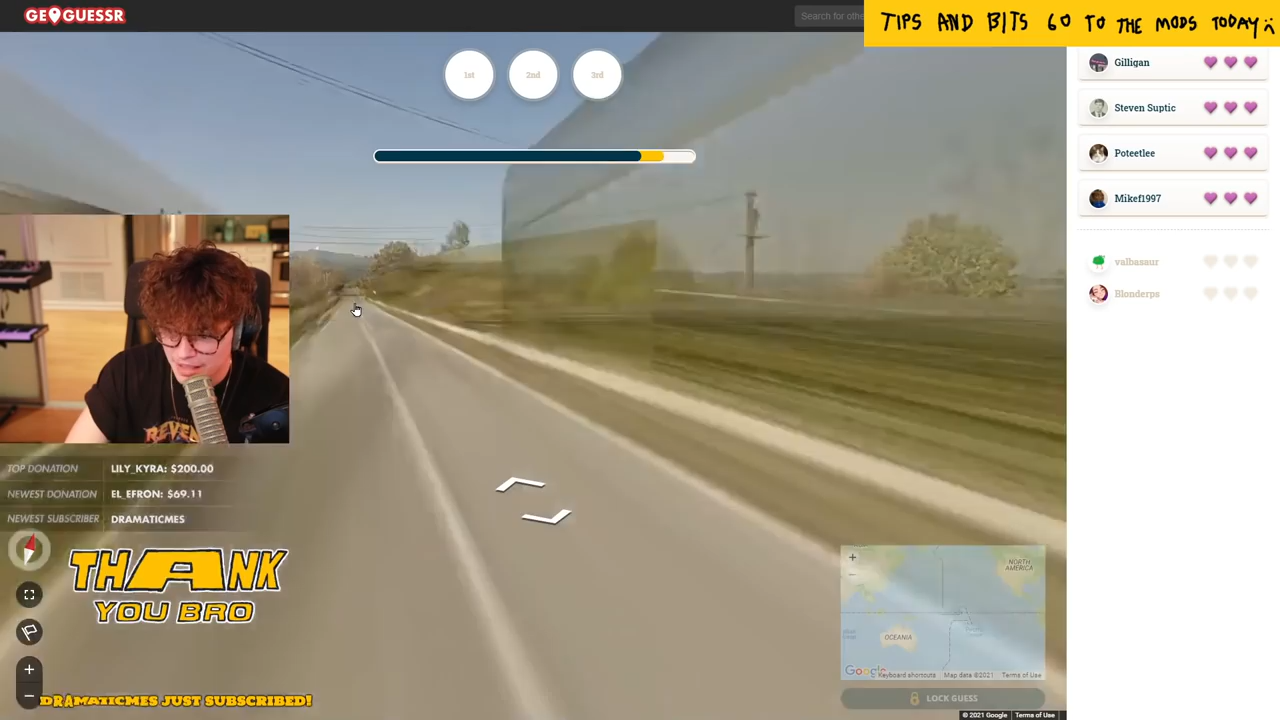 GEOGUESSR
Search for othe
TIPS AND BITS GO TO THE MODS TODAY :(
1st
2nd
3rd
Gilligan
Steven Suptic
Poteetlee
Mikef1997
valbasaur
Blonderps
REVE
TOP DONATION LILY_KYRA: $200.00
NEWEST DONATION EL_EFRON: $69.11
NEWEST SUBSCRIBER DRAMATICMES
THANK
YOU BRO
DRAMATICMES JUST SUBSCRIBED!
+
−
+
−
NORTH
AMERICA
OCEANIA
Google
Keyboard shortcuts
Map data ©2021
Terms of Use
LOCK GUESS
© 2021 Google
Terms of Use